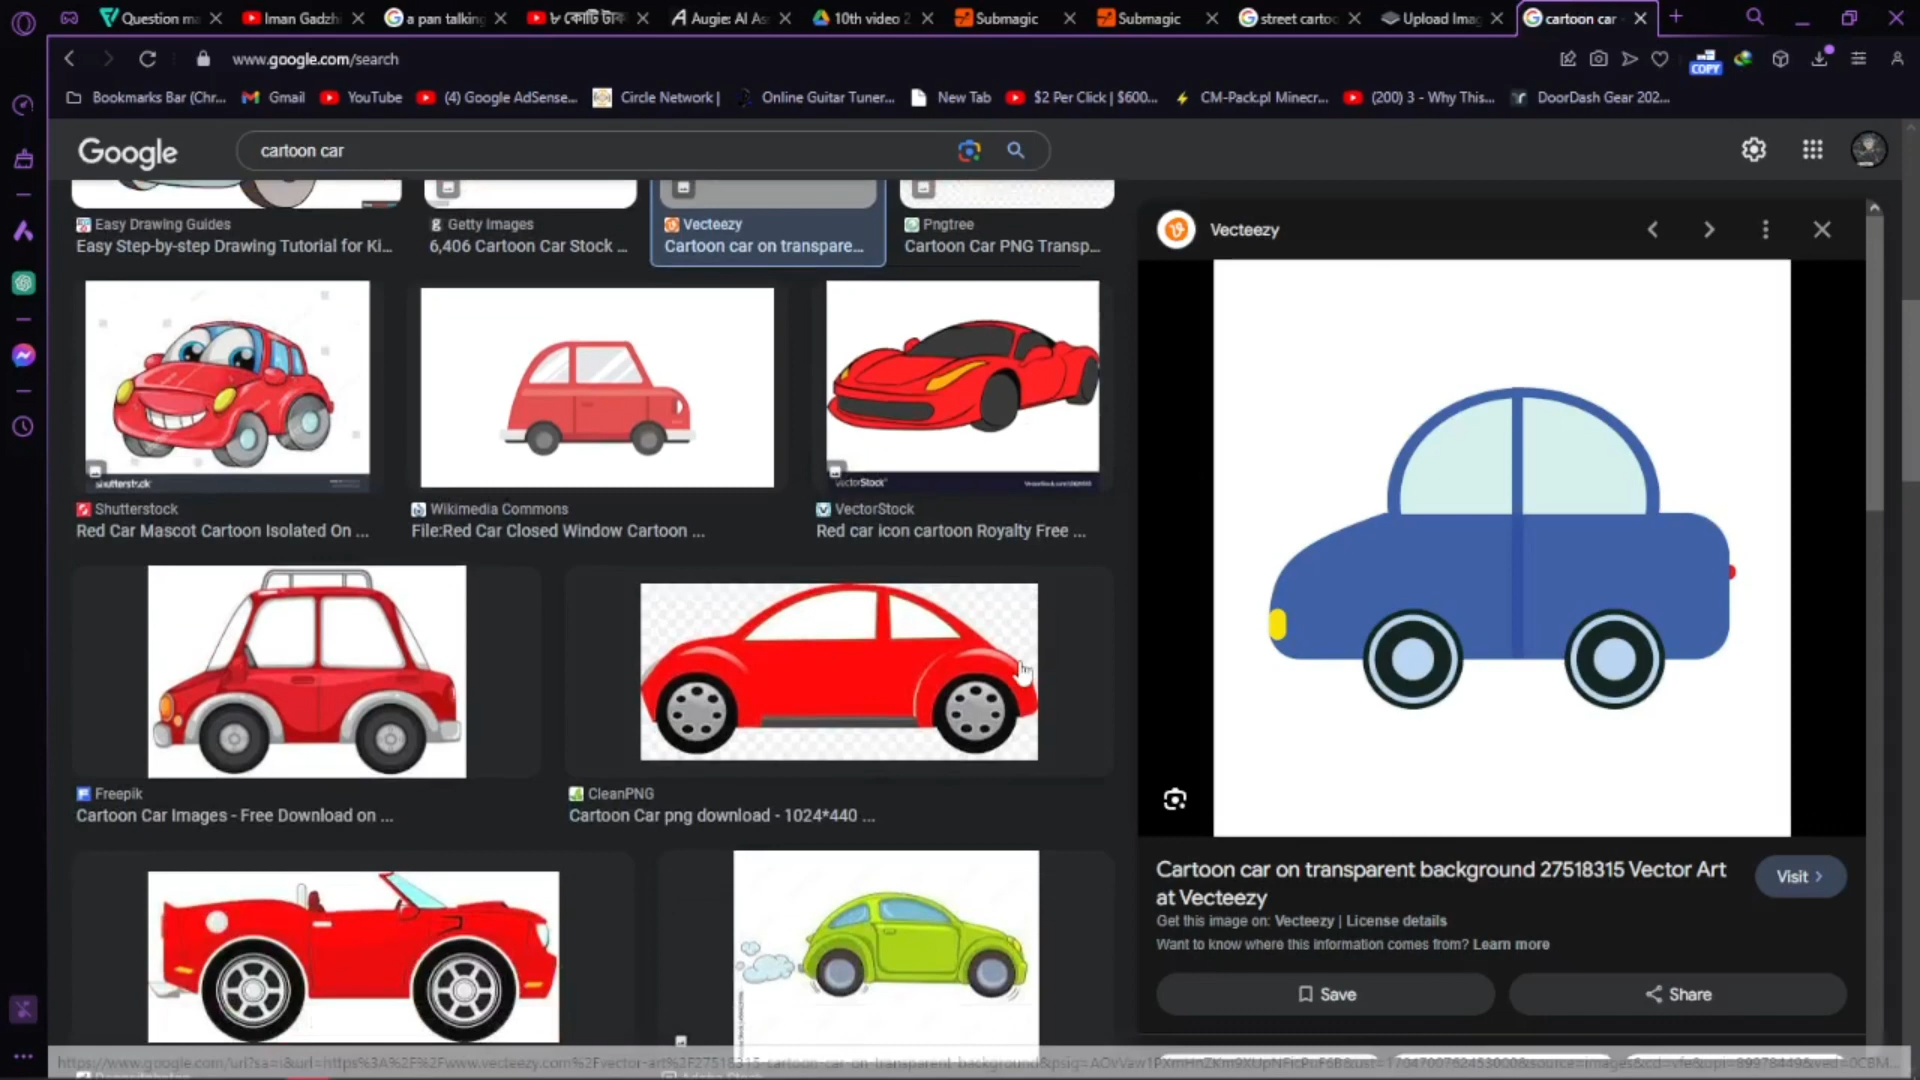 Question ma
Iman Gadzhi
a pan talking
৮ কোটি টাক
Augie: AI As
10th video 2
Submagic
Submagic
street cartoo
Upload Imag
cartoon car
www.google.com/search
COPY
Bookmarks Bar (Chr...
Gmail
YouTube
(4) Google AdSense...
Circle Network |
Online Guitar Tuner...
New Tab
$2 Per Click | $600...
CM-Pack.pl Minecr...
(200) 3 - Why This...
DoorDash Gear 202...
Google
cartoon car
Easy Drawing Guides
Easy Step-by-step Drawing Tutorial for Ki...
Getty Images
6,406 Cartoon Car Stock ...
Vecteezy
Cartoon car on transpare...
Pngtree
Cartoon Car PNG Transp...
Vecteezy
shutterstock
VectorStock
Shutterstock
Red Car Mascot Cartoon Isolated On ...
Wikimedia Commons
File:Red Car Closed Window Cartoon ...
VectorStock
Red car icon cartoon Royalty Free ...
Freepik
Cartoon Car Images - Free Download on ...
CleanPNG
Cartoon Car png download - 1024*440 ...
Cartoon car on transparent background 27518315 Vector Art
at Vecteezy
Visit
Get this image on: Vecteezy | License details
Want to know where this information comes from? Learn more
Save
Share